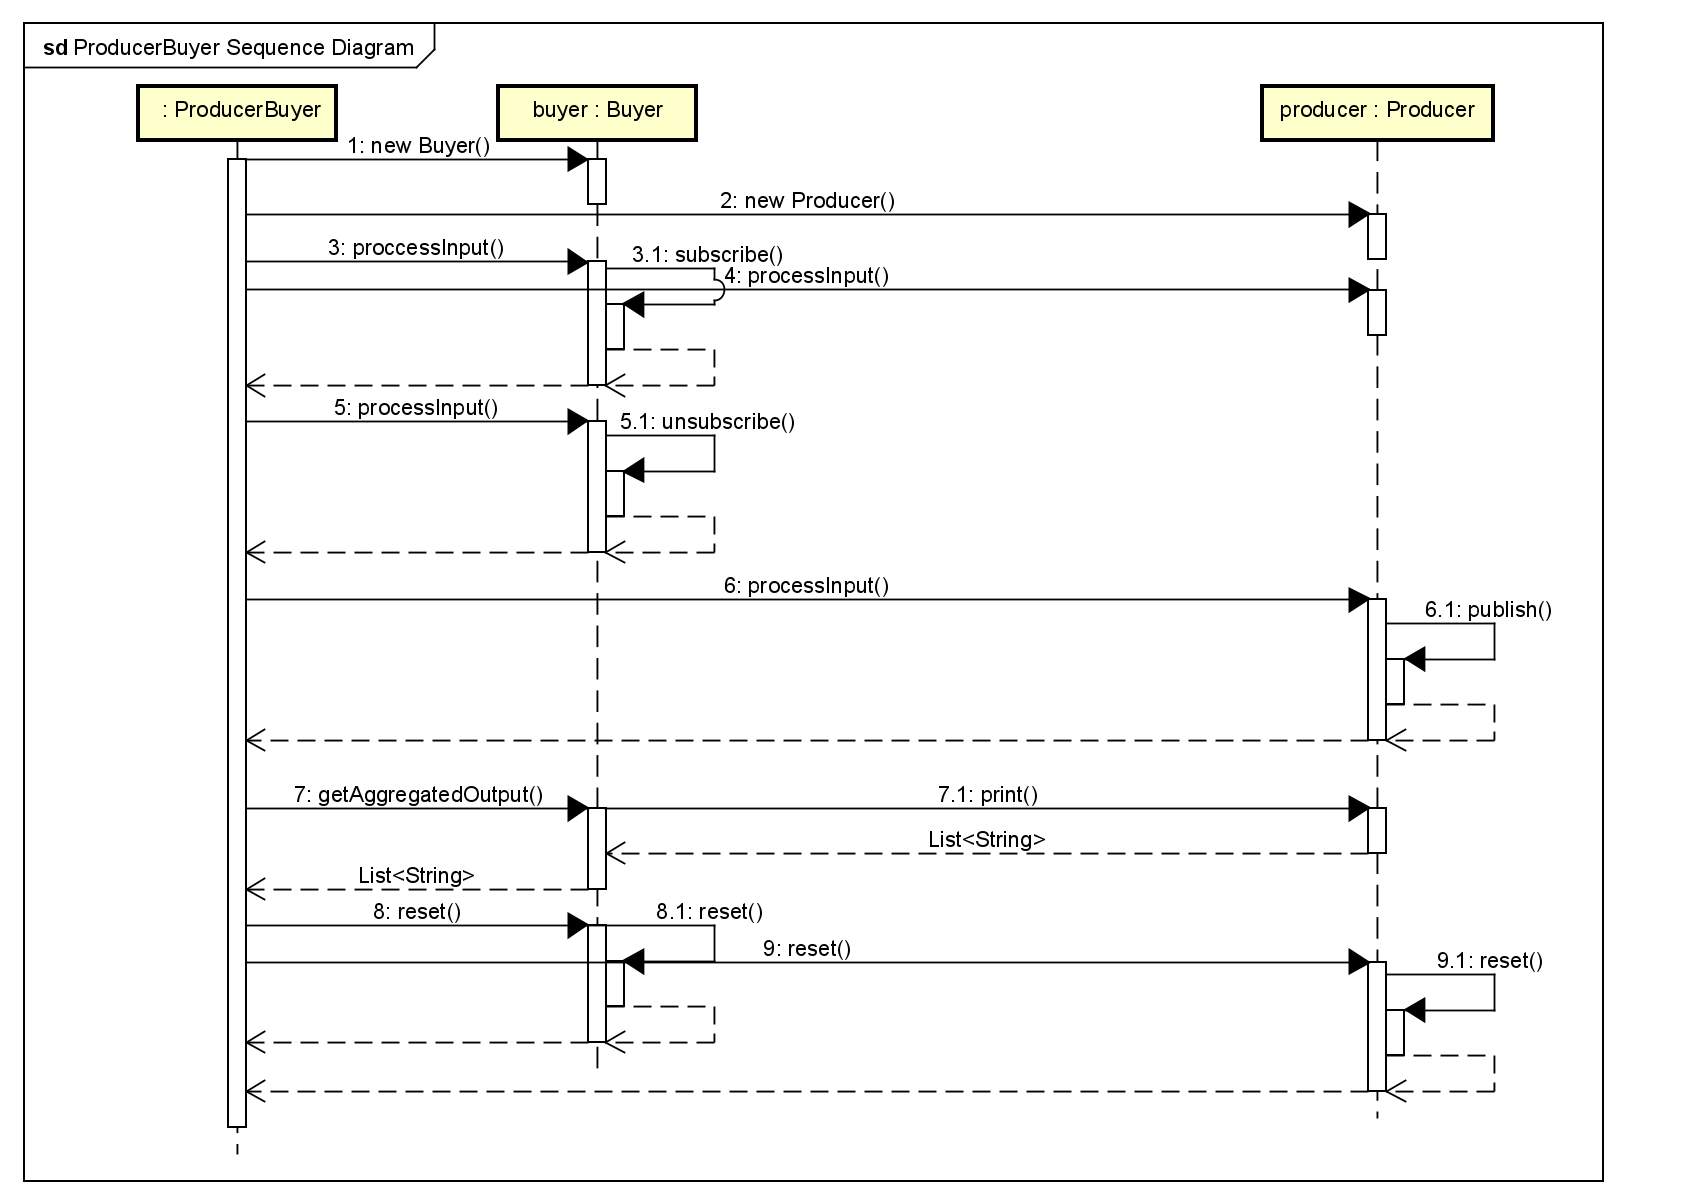 sd ProducerBuyer Sequence Diagram
: ProducerBuyer
buyer : Buyer
producer : Producer
1: new Buyer()
2: new Producer()
3: proccessInput()
3.1: subscribe()
4: processInput()
5: processInput()
5.1: unsubscribe()
6: processInput()
6.1: publish()
7: getAggregatedOutput()
7.1: print()
List<String>
List<String>
8: reset()
8.1: reset()
9: reset()
9.1: reset()